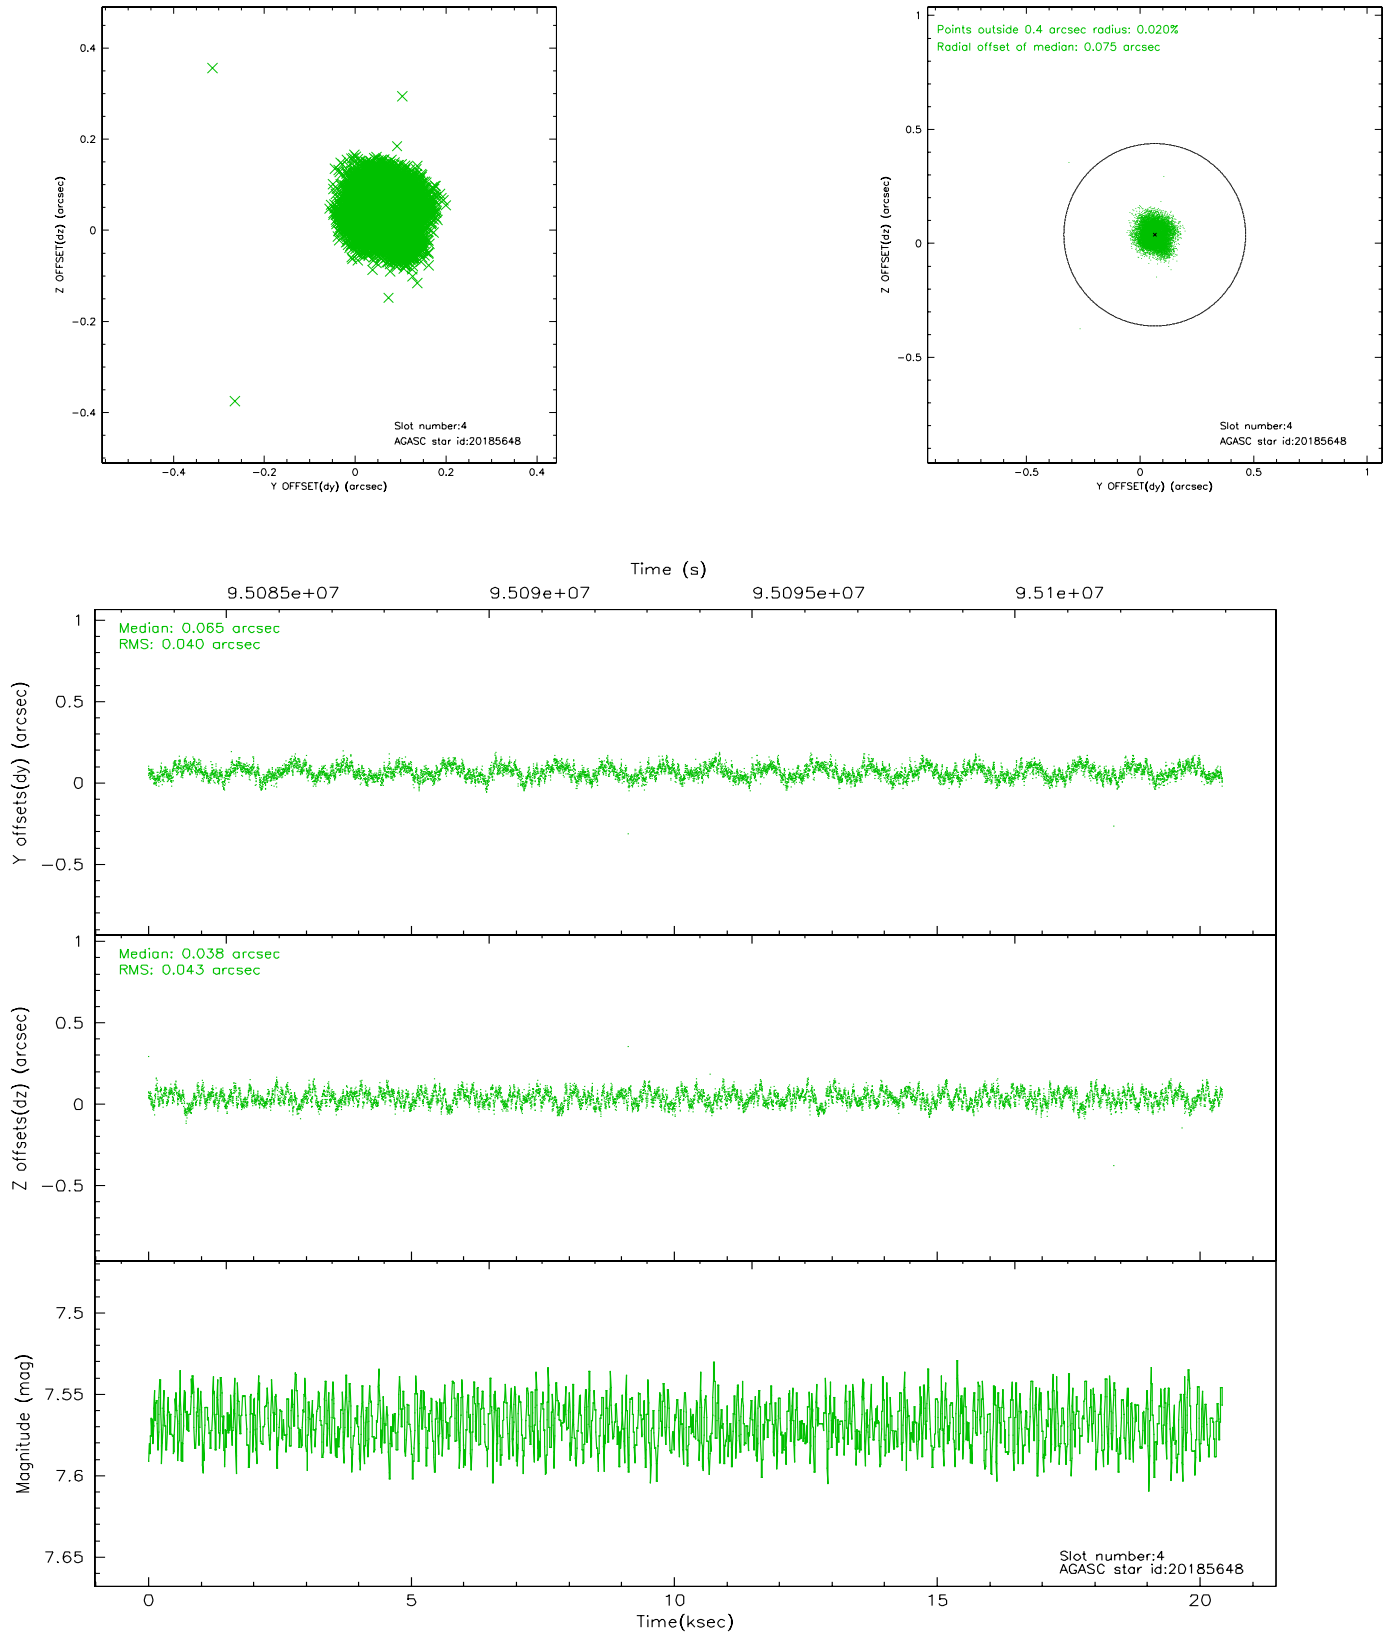 0.4
0.2
0
−0.2
−0.4
Z OFFSET(dz) (arcsec)
−0.4
−0.2
0
0.2
0.4
Y OFFSET(dy) (arcsec)
Slot number:4
AGASC star id:20185648
Points outside 0.4 arcsec radius: 0.020%
Radial offset of median: 0.075 arcsec
1
0.5
0
−0.5
Z OFFSET(dz) (arcsec)
−0.5
0
0.5
1
Y OFFSET(dy) (arcsec)
Slot number:4
AGASC star id:20185648
Time (s)
9.5085e+07
9.509e+07
9.5095e+07
9.51e+07
Median: 0.065 arcsec
RMS: 0.040 arcsec
1
0.5
0
−0.5
Y offsets(dy) (arcsec)
Median: 0.038 arcsec
RMS: 0.043 arcsec
1
0.5
0
−0.5
Z offsets(dz) (arcsec)
7.5
7.55
7.6
7.65
Magnitude (mag)
Slot number:4
AGASC star id:20185648
0
5
10
15
20
Time(ksec)